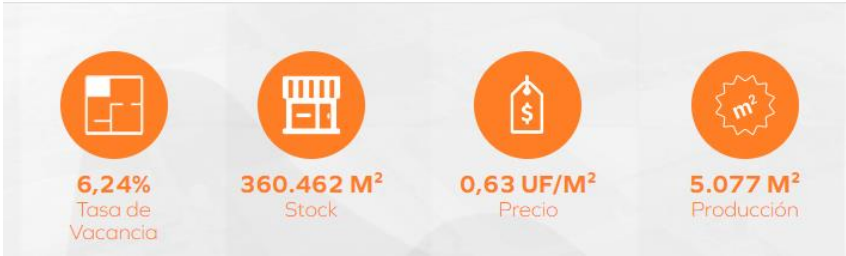 6,24%
Tasa de
Vacancia
360.462 M²
Stock
$
0,63 UF/M²
Precio
m²
5.077 M²
Producción